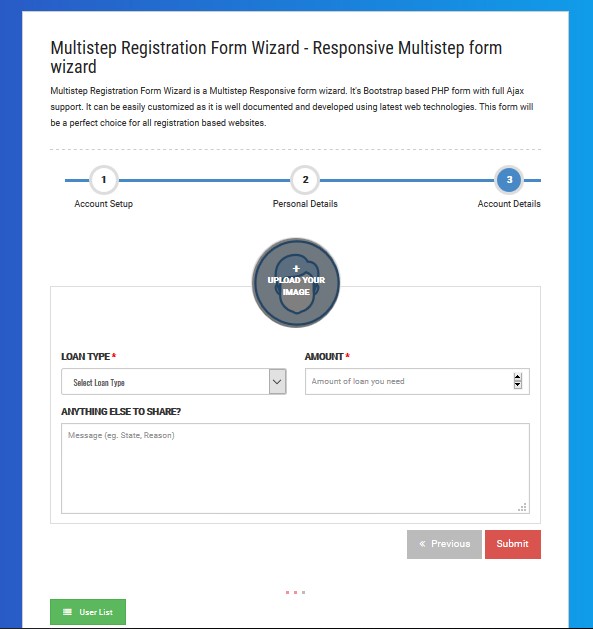 Multistep Registration Form Wizard - Responsive Multistep form
wizard
Multistep Registration Form Wizard is a Multistep Responsive form wizard. It's Bootstrap based PHP form with full Ajax
support. It can be easily customized as it is well documented and developed using latest web technologies. This form will
be a perfect choice for all registration based websites.
1 2 3
Account Setup Personal Details Account Details
+
UPLOAD YOUR
IMAGE
LOAN TYPE * AMOUNT *
Select Loan Type Amount of loan you need
ANYTHING ELSE TO SHARE?
Message (eg. State, Reason)
« Previous Submit
User List